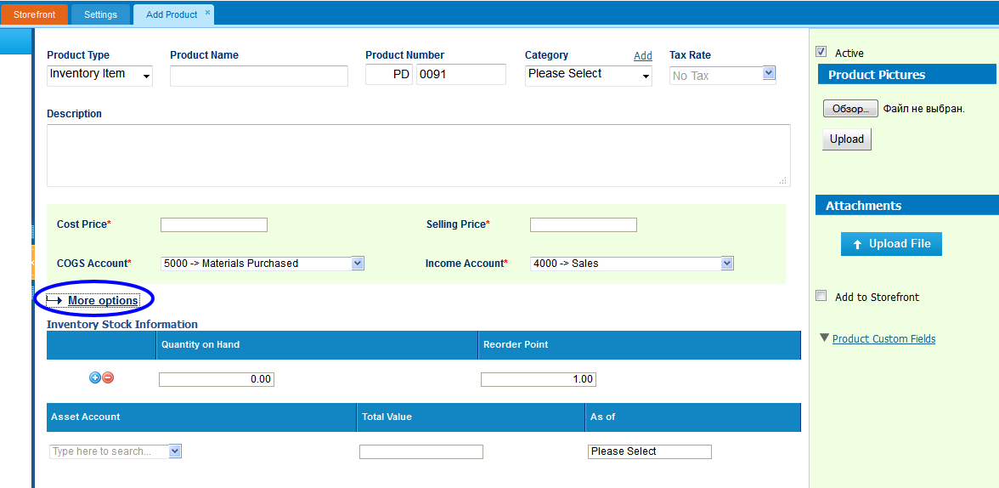 Storefront
Settings
Add Product ×
Product Type
Product Name
Product Number
Category
Add
Tax Rate
Inventory Item
PD
0091
Please Select
No Tax
Description
Cost Price*
Selling Price*
COGS Account*
5000 -> Materials Purchased
Income Account*
4000 -> Sales
More options
Inventory Stock Information
Quantity on Hand
Reorder Point
0.00
1.00
Asset Account
Total Value
As of
Type here to search...
Please Select
Active
Product Pictures
Обзор...
Файл не выбран.
Upload
Attachments
Upload File
Add to Storefront
Product Custom Fields